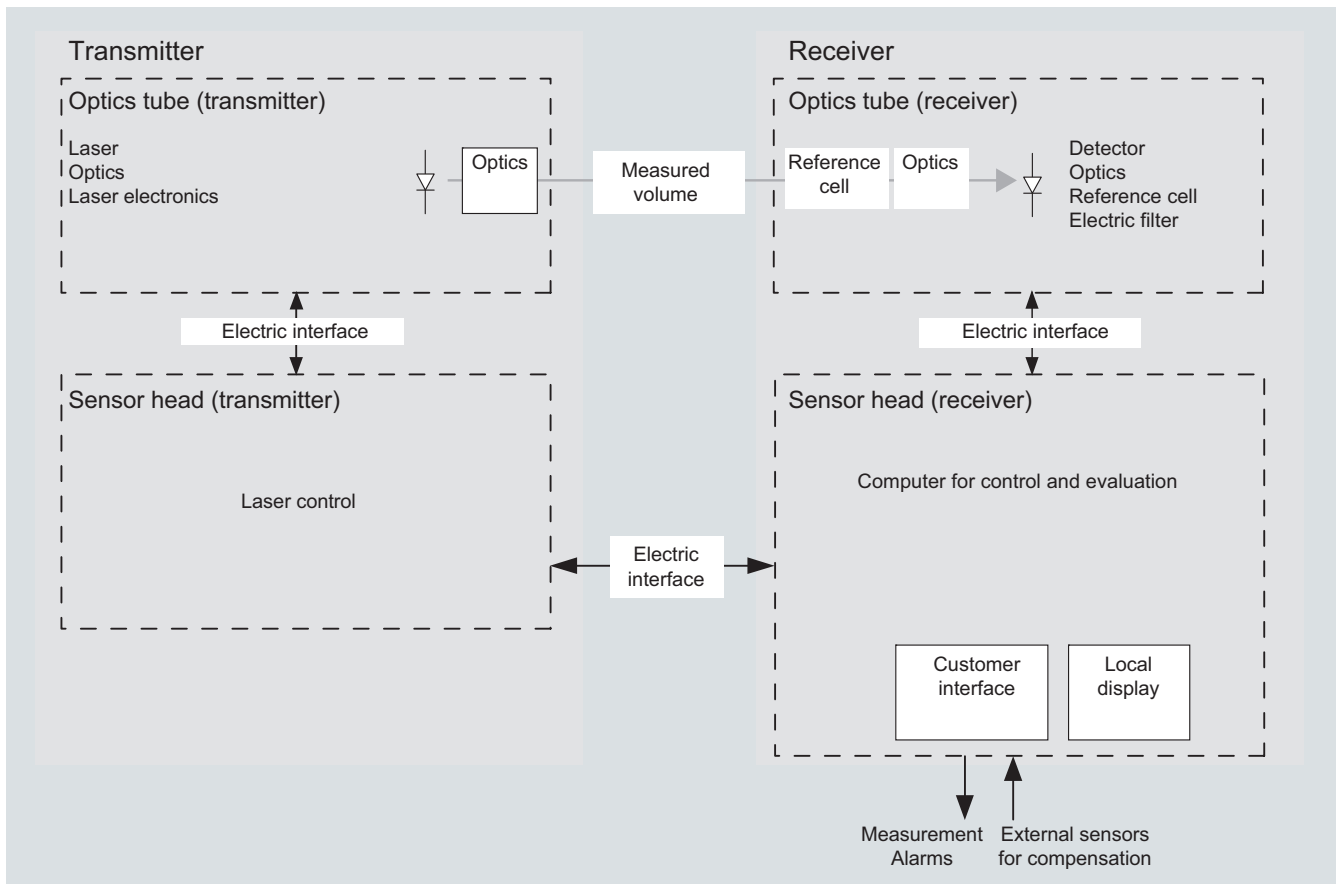 Transmitter
Optics tube (transmitter)
Laser
Optics
Laser electronics
Optics
Measured
volume
Receiver
Optics tube (receiver)
Reference
cell
Optics
Detector
Optics
Reference cell
Electric filter
Electric interface
Electric interface
Sensor head (transmitter)
Laser control
Electric
interface
Sensor head (receiver)
Computer for control and evaluation
Customer
interface
Local
display
Measurement
Alarms
External sensors
for compensation